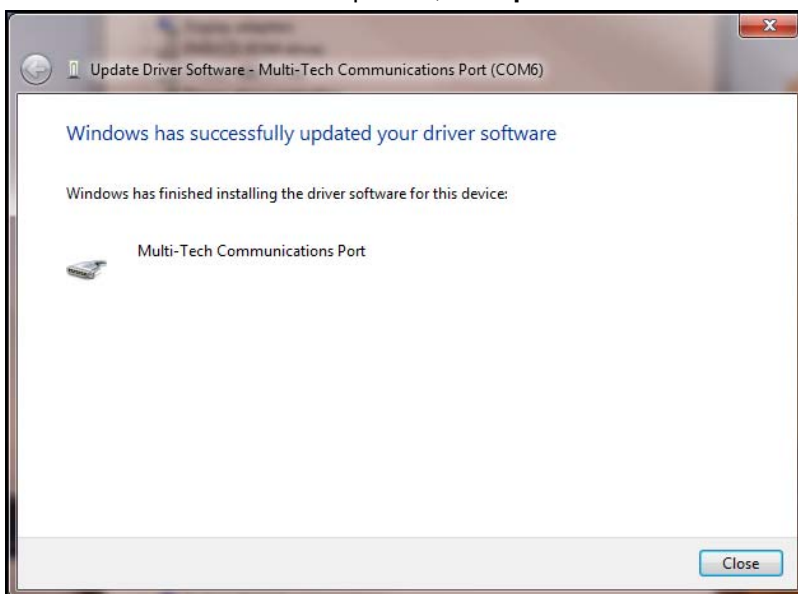 Update Driver Software - Multi-Tech Communications Port (COM6)
Windows has successfully updated your driver software
Windows has finished installing the driver software for this device:
Multi-Tech Communications Port
Close